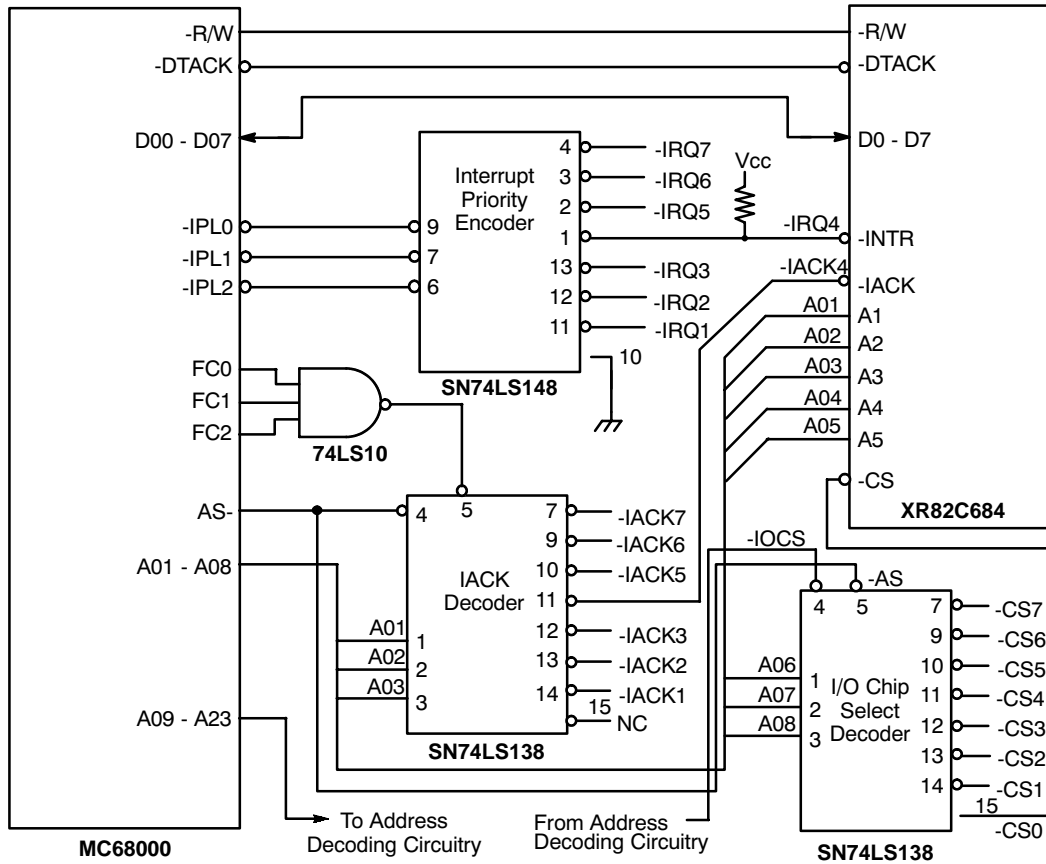 -R/W
-DTACK
D00 - D07
-IPL0
-IPL1
-IPL2
FC0
FC1
FC2
AS-
A01 - A08
A09 - A23
MC68000
9
7
6
Interrupt
Priority
Encoder
4
3
2
1
13
12
11
10
-IRQ7
-IRQ6
-IRQ5
-IRQ4
-IRQ3
-IRQ2
-IRQ1
SN74LS148
Vcc
74LS10
4
5
IACK
Decoder
A01
A02
A03
1
2
3
7
9
10
11
12
13
14
15
-IACK7
-IACK6
-IACK5
-IACK4
-IACK3
-IACK2
-IACK1
NC
SN74LS138
To Address
Decoding Circuitry
From Address
Decoding Circuitry
-R/W
-DTACK
D0 - D7
-INTR
-IACK
A01
A02
A03
A04
A05
A1
A2
A3
A4
A5
-CS
XR82C684
-IOCS
-AS
4
5
A06
A07
A08
1
2
3
I/O Chip
Select
Decoder
7
9
10
11
12
13
14
15
-CS7
-CS6
-CS5
-CS4
-CS3
-CS2
-CS1
-CS0
SN74LS138